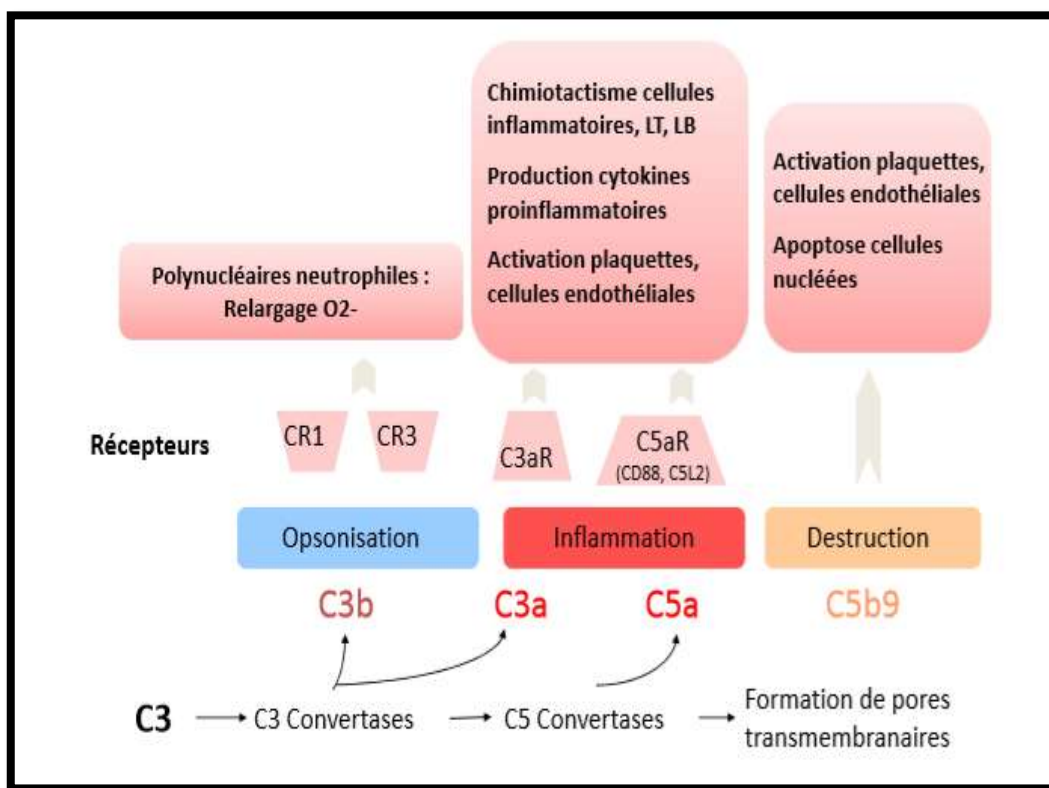 Chimiotactisme cellules
inflammatoires, LT, LB
Production cytokines
proinflammatoires
Activation plaquettes,
cellules endothéliales
Activation plaquettes,
cellules endothéliales
Apoptose cellules
nucléées
Polynucléaires neutrophiles :
Relargage O2-
Récepteurs
CR1
CR3
C3aR
C5aR
(CD88, C5L2)
Opsonisation
Inflammation
Destruction
C3b
C3a
C5a
C5b9
C3
C3 Convertases
C5 Convertases
Formation de pores
transmembranaires